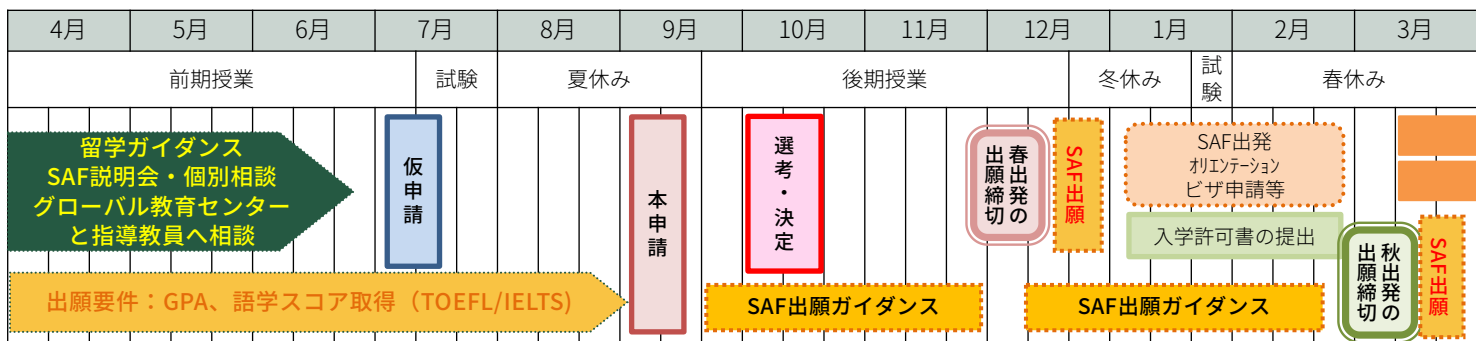 4月
5月
6月
7月
8月
9月
10月
11月
12月
1月
2月
3月
前期授業
試験
夏休み
後期授業
冬休み
試
験
春休み
留学ガイダンス
SAF説明会・個別相談
グローバル教育センター
と指導教員へ相談
仮申請
本申請
選考・決定
春出発の
出願締切
SAF出願
SAF出発
ｵﾘｴﾝﾃｰｼｮﾝ
ビザ申請等
入学許可書の提出
秋出発の
出願締切
SAF出願
出願要件：GPA、語学スコア取得（TOEFL/IELTS)
SAF出願ガイダンス
SAF出願ガイダンス